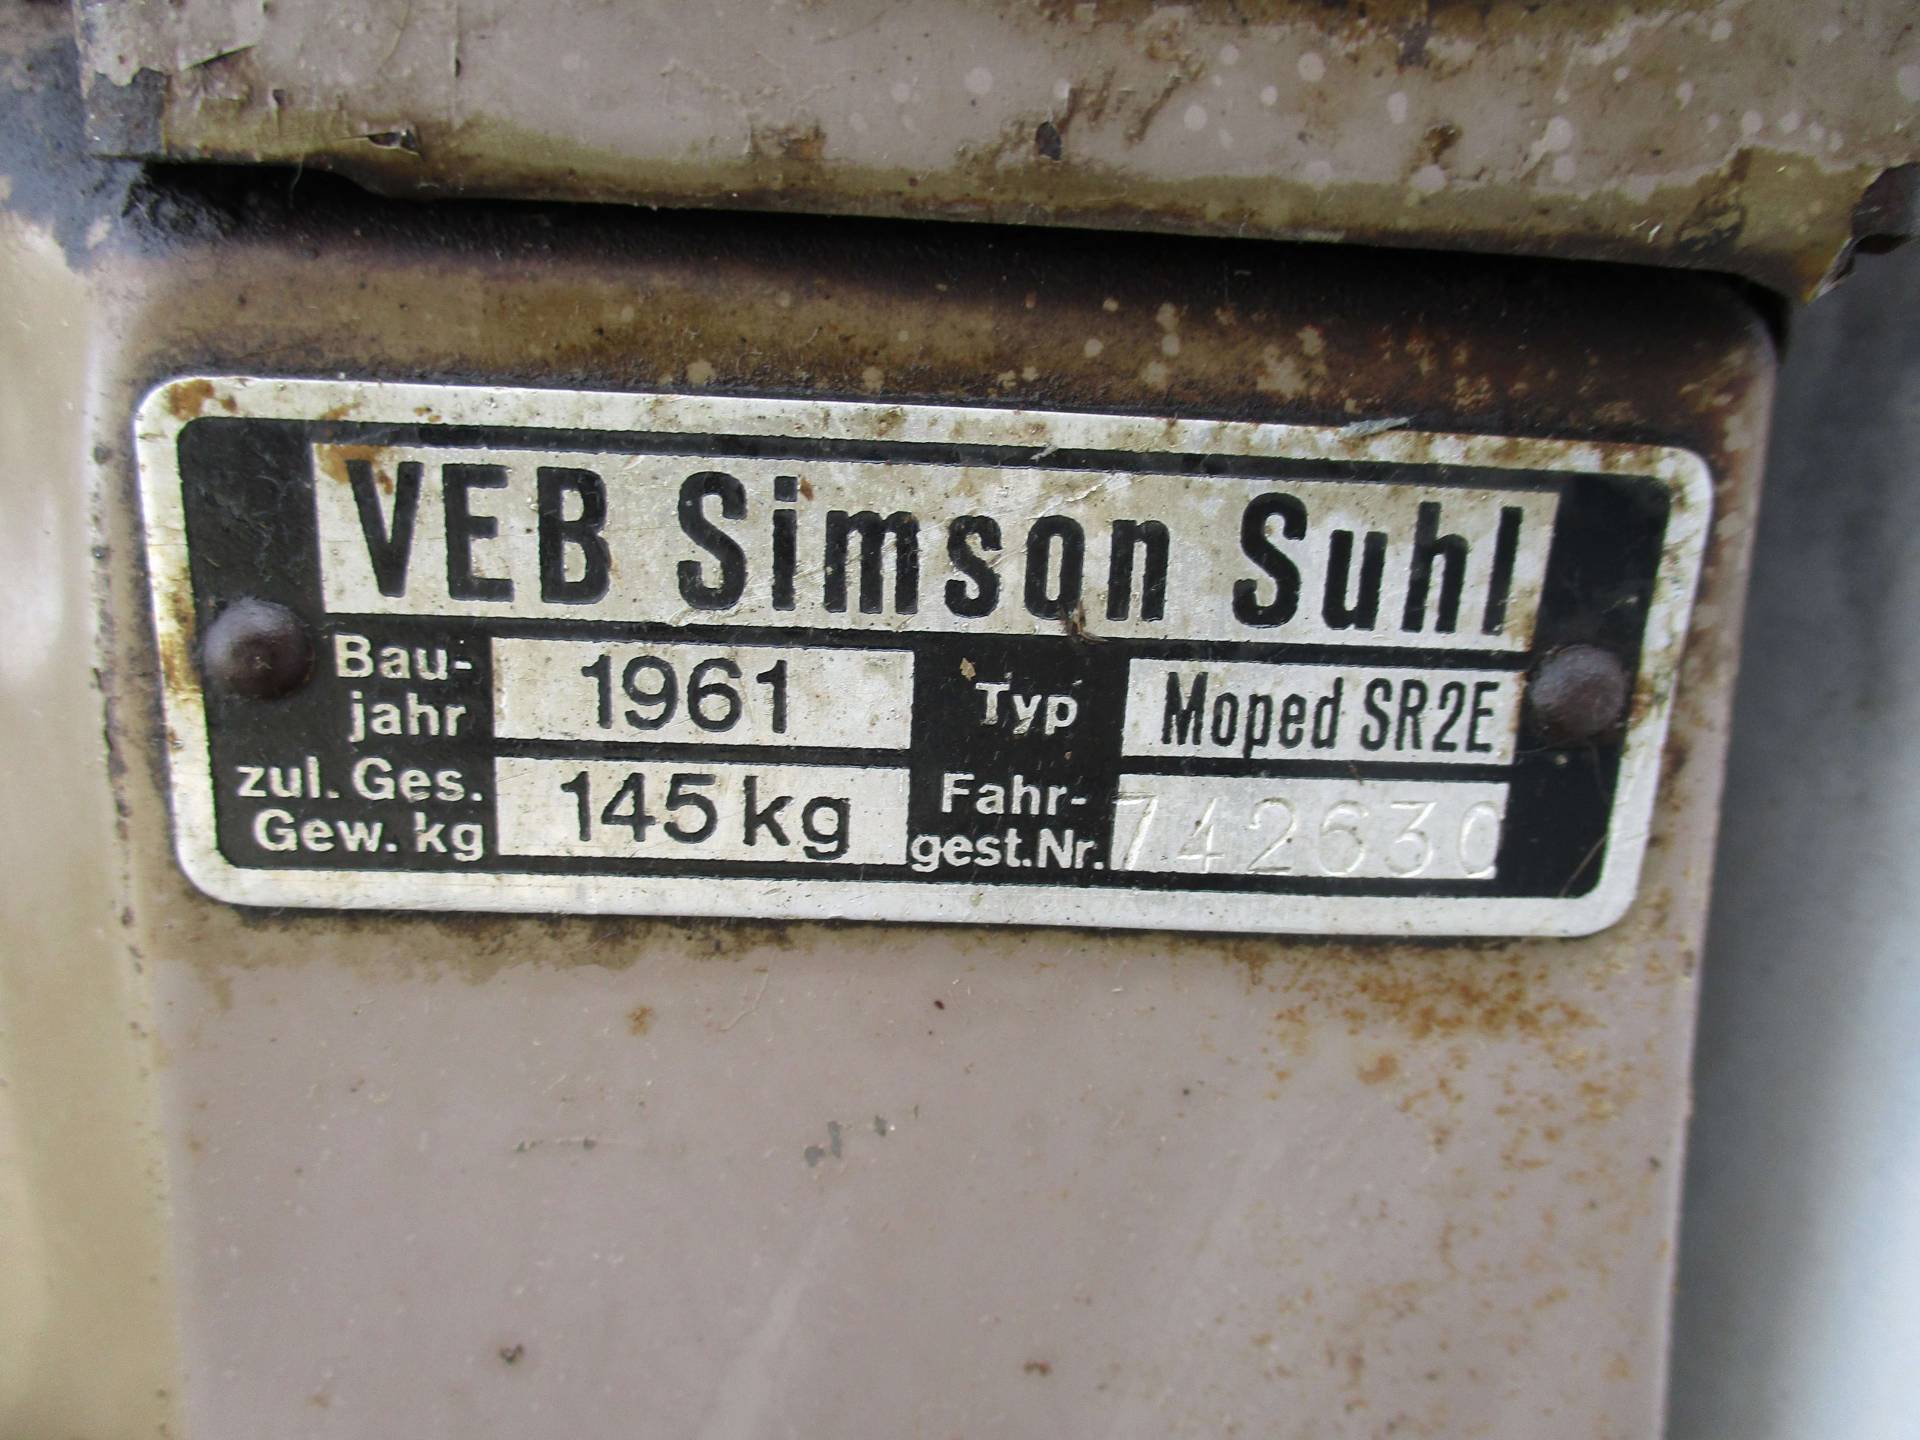 VEB Simson Suhl
Bau-
jahr 1961 Typ Moped SR2E
zul. Ges.
Gew. kg 145 kg Fahr-
gest.Nr. 742630